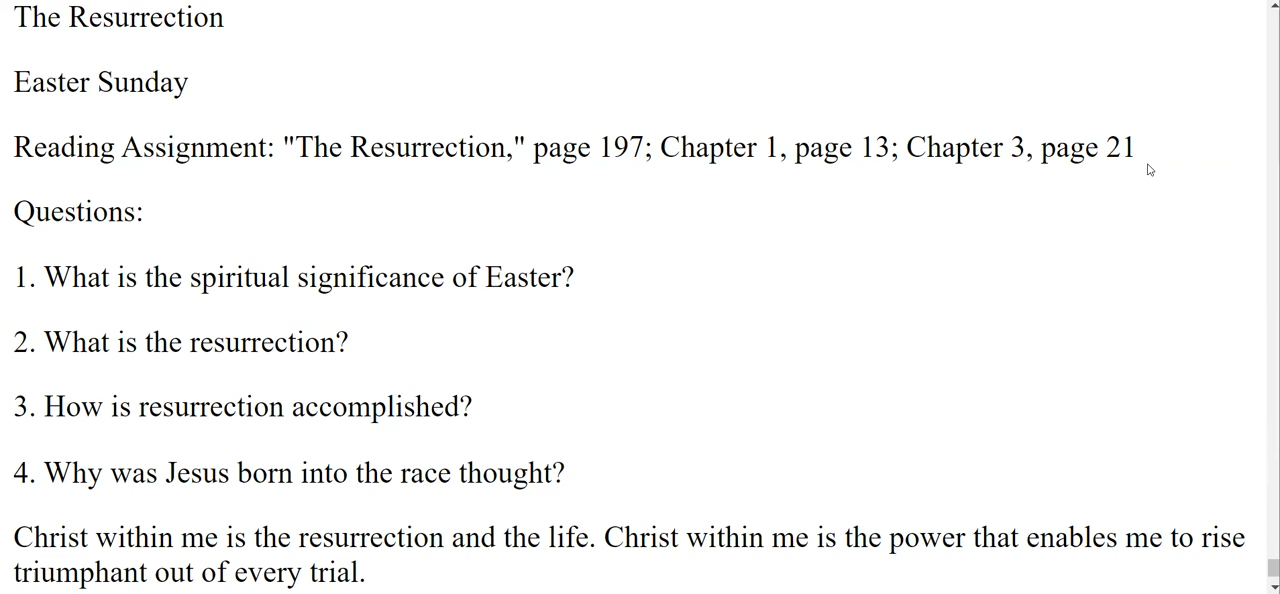 The Resurrection
Easter Sunday
Reading Assignment: "The Resurrection," page 197; Chapter 1, page 13; Chapter 3, page 21
Questions:
1. What is the spiritual significance of Easter?
2. What is the resurrection?
3. How is resurrection accomplished?
4. Why was Jesus born into the race thought?
Christ within me is the resurrection and the life. Christ within me is the power that enables me to rise
triumphant out of every trial.